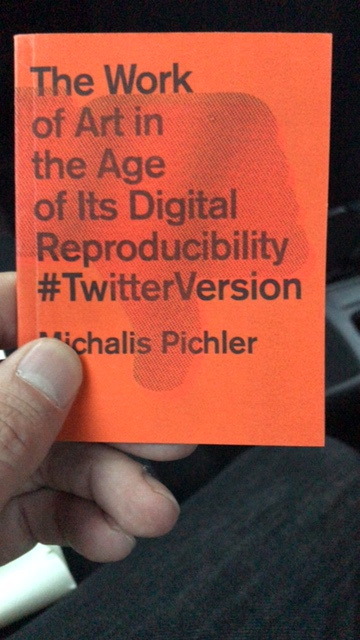 The Work
of Art in
the Age
of Its Digital
Reproducibility
#TwitterVersion
Michalis Pichler